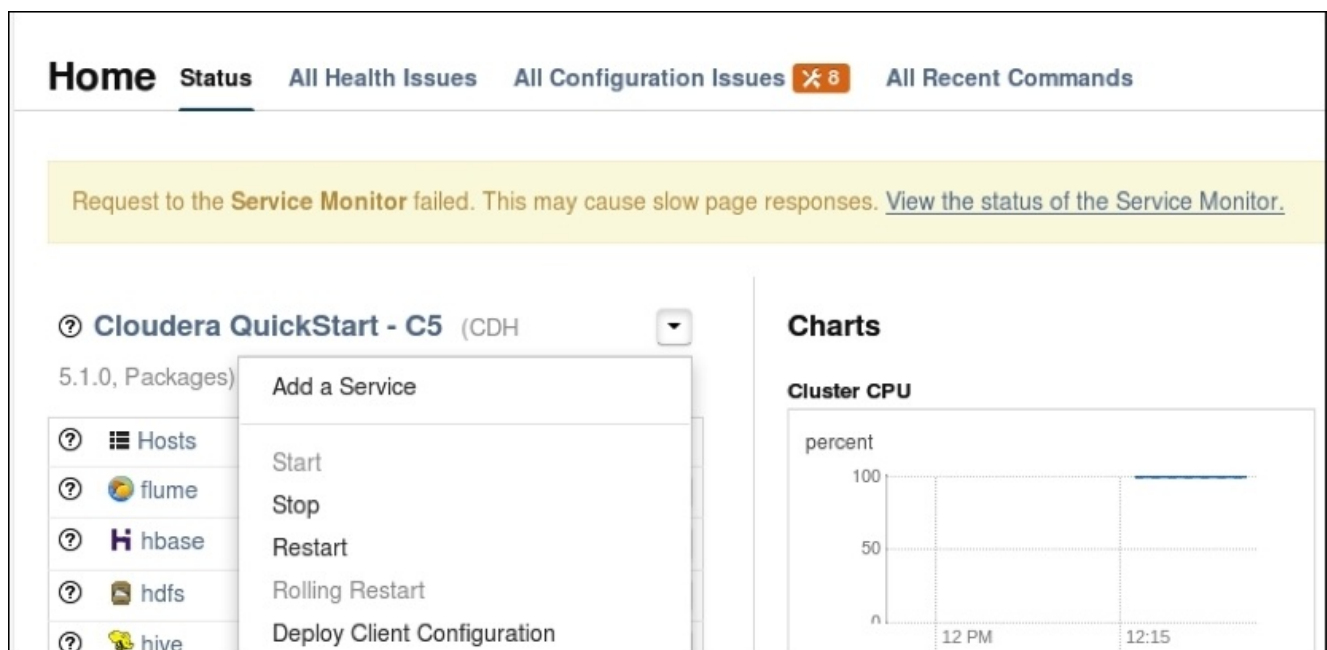 Home Status All Health Issues All Configuration Issues 8 All Recent Commands
Request to the Service Monitor failed. This may cause slow page responses. View the status of the Service Monitor.
Cloudera QuickStart - C5 (CDH
5.1.0, Packages)
Add a Service
Start
Stop
Restart
Rolling Restart
Deploy Client Configuration
Hosts
flume
hbase
hdfs
hive
Charts
Cluster CPU
percent
100
50
0
12 PM 12:15